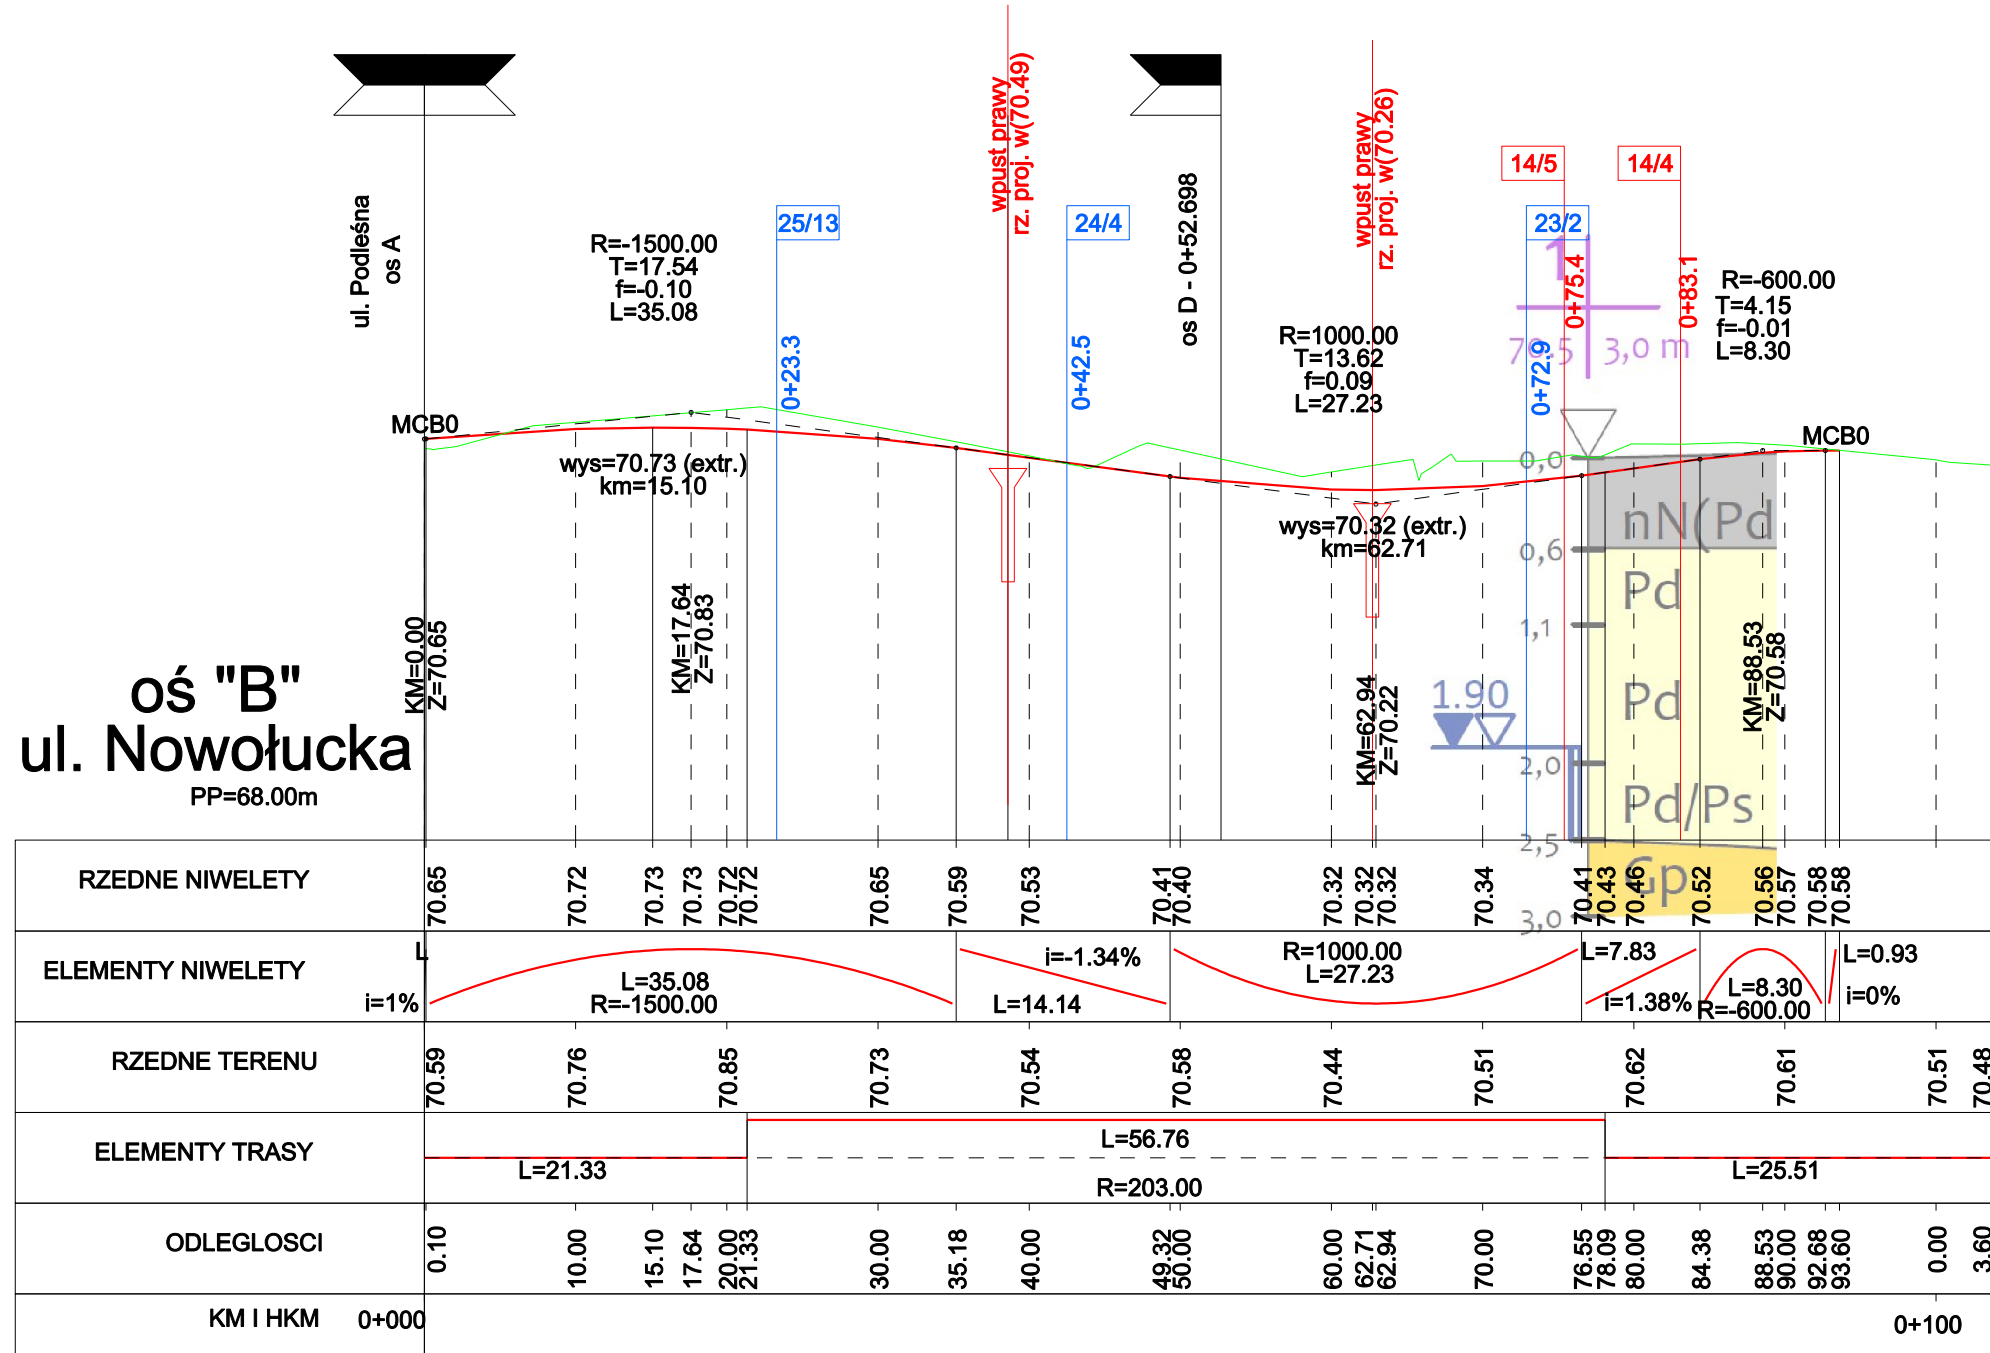 ul. Podleśna
os A
R=-1500.00
T=17.54
f=-0.10
L=35.08
25/13
0+23.3
wpust prawy
rz. proj. w(70.49)
24/4
0+42.5
os D - 0+52.698
wpust prawy
rz. proj. w(70.26)
R=1000.00
T=13.62
f=0.09
L=27.23
14/5
0+75.4
14/4
0+83.1
23/2
0+72.9
1
70.5
3,0 m
R=-600.00
T=4.15
f=-0.01
L=8.30
MCB0
MCB0
wys=70.73 (extr.)
km=15.10
wys=70.32 (extr.)
km=62.71
0,0
nN(Pd
0,6
Pd
1,1
Pd
1.90
2,0
Pd/Ps
2,5
Gp
3,0
KM=0.00
Z=70.65
KM=17.64
Z=70.83
KM=62.94
Z=70.22
KM=88.53
Z=70.58
oś "B"
ul. Nowołucka
PP=68.00m
RZEDNE NIWELETY
70.65 70.72 70.73 70.73 70.72 70.72 70.65 70.59 70.53 70.41 70.40 70.32 70.32 70.32 70.34 70.41 70.43 70.46 70.52 70.56 70.57 70.58 70.58
ELEMENTY NIWELETY
L
i=1%
L=35.08
R=-1500.00
i=-1.34%
L=14.14
R=1000.00
L=27.23
L=7.83
i=1.38%
L=8.30
R=-600.00
L=0.93
i=0%
RZEDNE TERENU
70.59 70.76 70.85 70.73 70.54 70.58 70.44 70.51 70.62 70.61 70.51 70.48
ELEMENTY TRASY
L=21.33
L=56.76
R=203.00
L=25.51
ODLEGLOSCI
0.10 10.00 15.10 17.64 20.00 21.33 30.00 35.18 40.00 49.32 50.00 60.00 62.71 62.94 70.00 76.55 78.09 80.00 84.38 88.53 90.00 92.68 93.60 0.00 3.60
KM I HKM
0+000
0+100